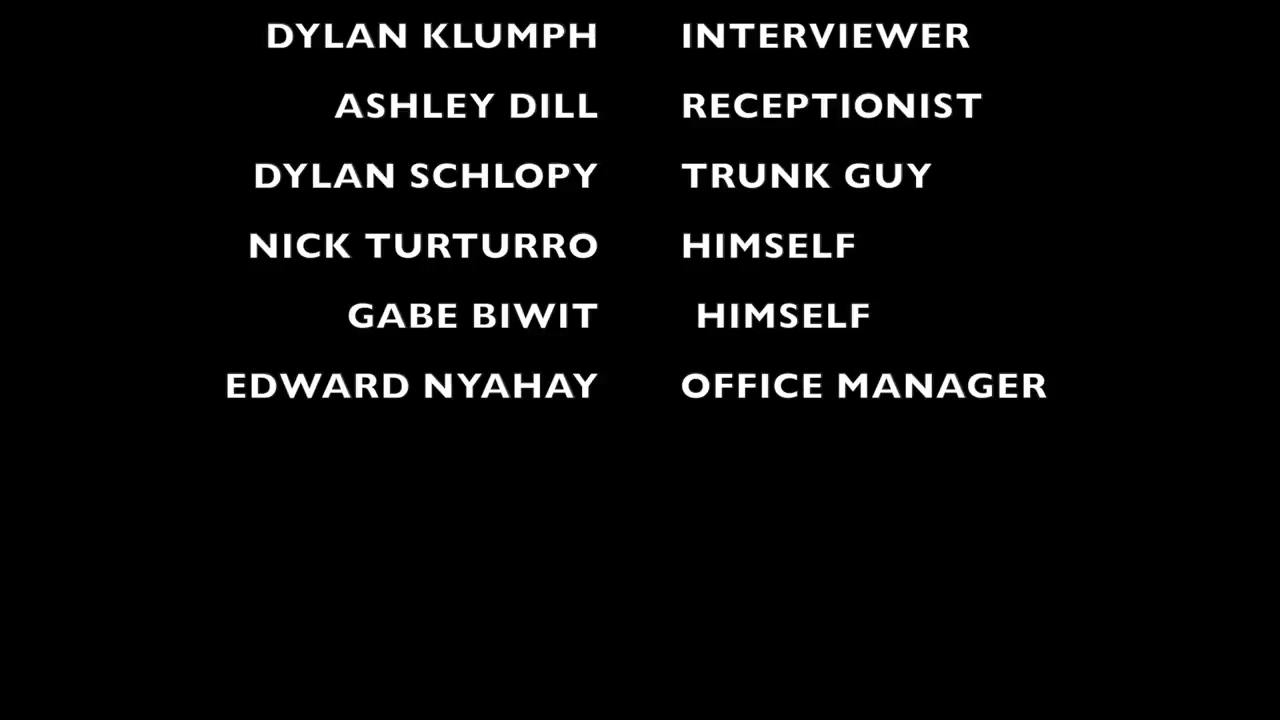 DYLAN KLUMPH INTERVIEWER
ASHLEY DILL RECEPTIONIST
DYLAN SCHLOPY TRUNK GUY
NICK TURTURRO HIMSELF
GABE BIWIT HIMSELF
EDWARD NYAHAY OFFICE MANAGER